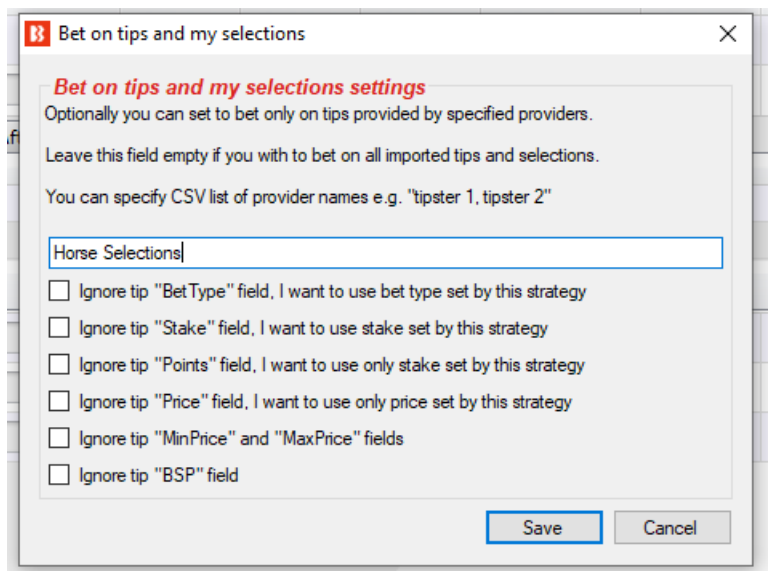 Bet on tips and my selections
Bet on tips and my selections settings
Optionally you can set to bet only on tips provided by specified providers.
Leave this field empty if you with to bet on all imported tips and selections.
You can specify CSV list of provider names e.g. "tipster 1, tipster 2"
Horse Selections
Ignore tip "BetType" field, I want to use bet type set by this strategy
Ignore tip "Stake" field, I want to use stake set by this strategy
Ignore tip "Points" field, I want to use only stake set by this strategy
Ignore tip "Price" field, I want to use only price set by this strategy
Ignore tip "MinPrice" and "MaxPrice" fields
Ignore tip "BSP" field
Save Cancel